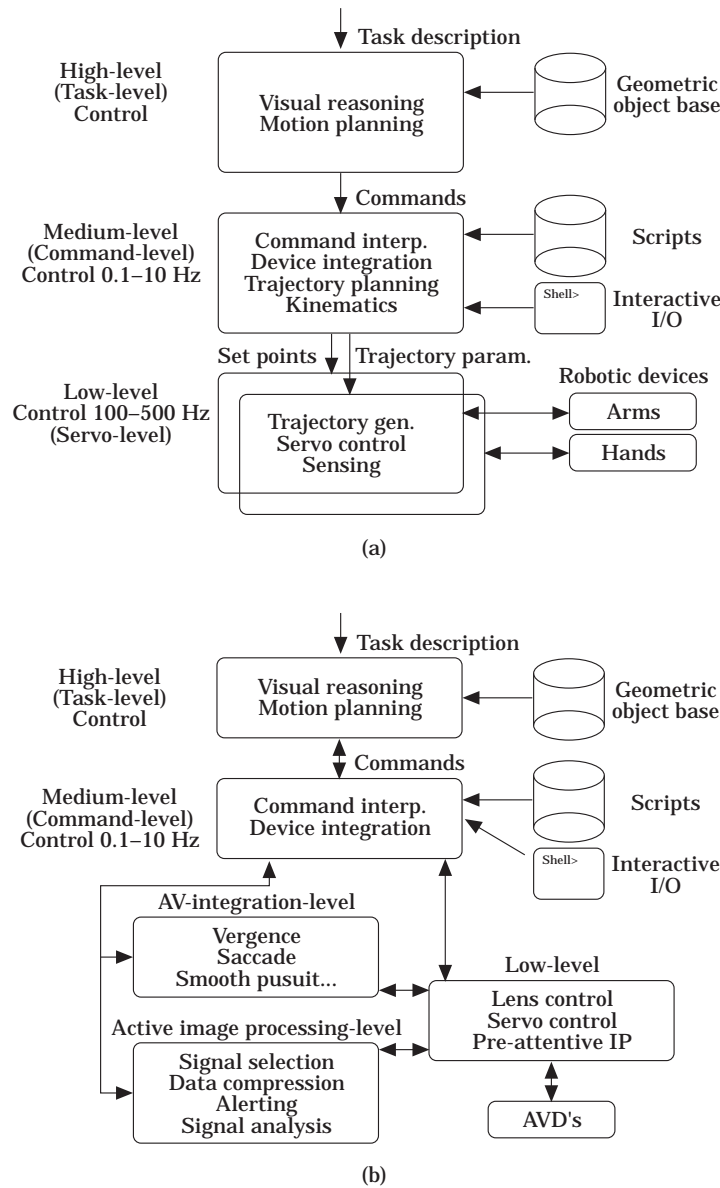 Task description
High-level
(Task-level)
Control
Visual reasoning
Motion planning
Geometric
object base
Commands
Medium-level
(Command-level)
Control 0.1–10 Hz
Command interp.
Device integration
Trajectory planning
Kinematics
Scripts
Shell>
Interactive
I/O
Set points
Trajectory param.
Low-level
Control 100–500 Hz
(Servo-level)
Trajectory gen.
Servo control
Sensing
Robotic devices
Arms
Hands
(a)
Task description
High-level
(Task-level)
Control
Visual reasoning
Motion planning
Geometric
object base
Commands
Medium-level
(Command-level)
Control 0.1–10 Hz
Command interp.
Device integration
Scripts
Shell>
Interactive
I/O
AV-integration-level
Vergence
Saccade
Smooth pusuit...
Low-level
Lens control
Servo control
Pre-attentive IP
Active image processing-level
Signal selection
Data compression
Alerting
Signal analysis
AVD's
(b)